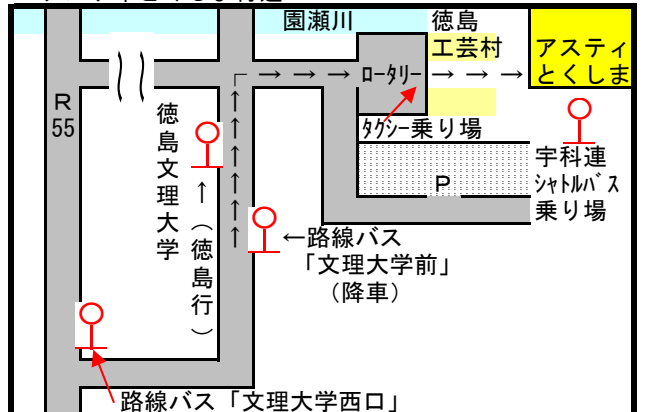 園瀬川
徳島
工芸村
アスティ
とくしま
→ → → → ロータリー → → →
R
55
徳島文理大学
↑(徳島行)
タクシー乗り場
P
宇科連
シャトルバス
乗り場
←路線バス
「文理大学前」
(降車)
路線バス「文理大学西口」